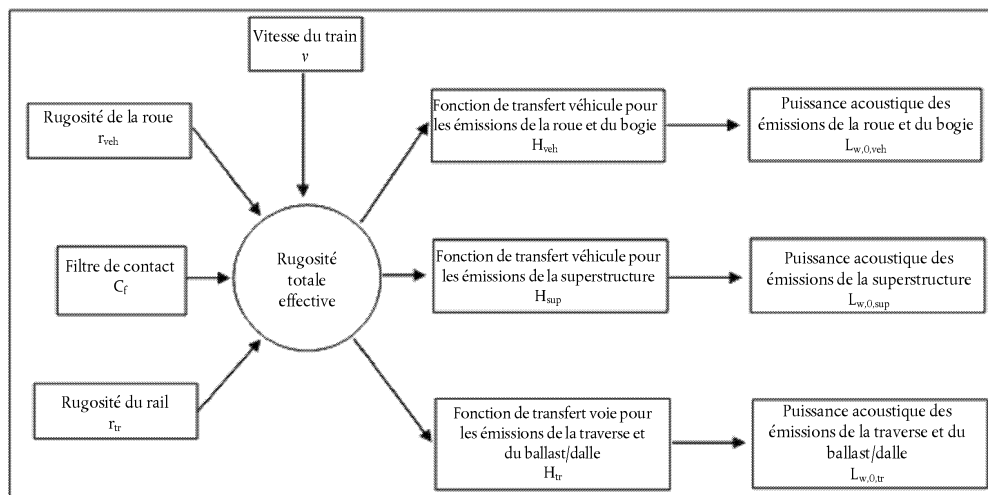 Vitesse du train
v
Rugosité de la roue
r_veh
Filtre de contact
C_f
Rugosité du rail
r_tr
Rugosité
totale
effective
Fonction de transfert véhicule pour
les émissions de la roue et du bogie
H_veh
Fonction de transfert véhicule pour
les émissions de la superstructure
H_sup
Fonction de transfert voie pour
les émissions de la traverse et
du ballast/dalle
H_tr
Puissance acoustique des
émissions de la roue et du bogie
L_w,0,veh
Puissance acoustique des
émissions de la superstructure
L_w,0,sup
Puissance acoustique des
émissions de la traverse et du
ballast/dalle
L_w,0,tr